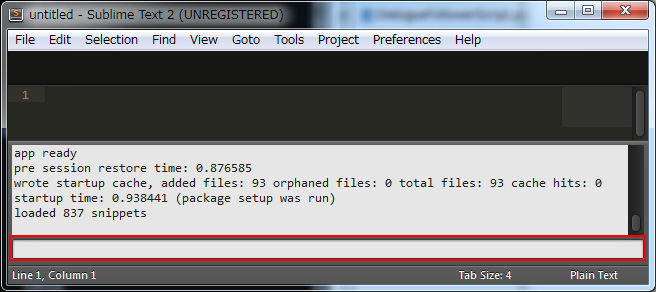 untitled - Sublime Text 2 (UNREGISTERED)
File Edit Selection Find View Goto Tools Project Preferences Help
1
app ready
pre session restore time: 0.876585
wrote startup cache, added files: 93 orphaned files: 0 total files: 93 cache hits: 0
startup time: 0.938441 (package setup was run)
loaded 837 snippets
Line 1, Column 1 Tab Size: 4 Plain Text